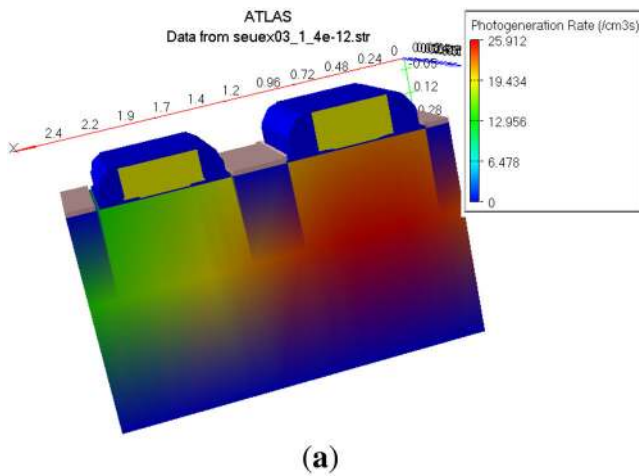 ATLAS
Data from seuex03_1_4e-12.str
Photogeneration Rate (/cm3s)
25.912
19.434
12.956
6.478
0
X 2.4 2.2 1.9 1.7 1.4 1.2 0.96 0.72 0.48 0.24 0
-0.05
0.12
0.28
(a)